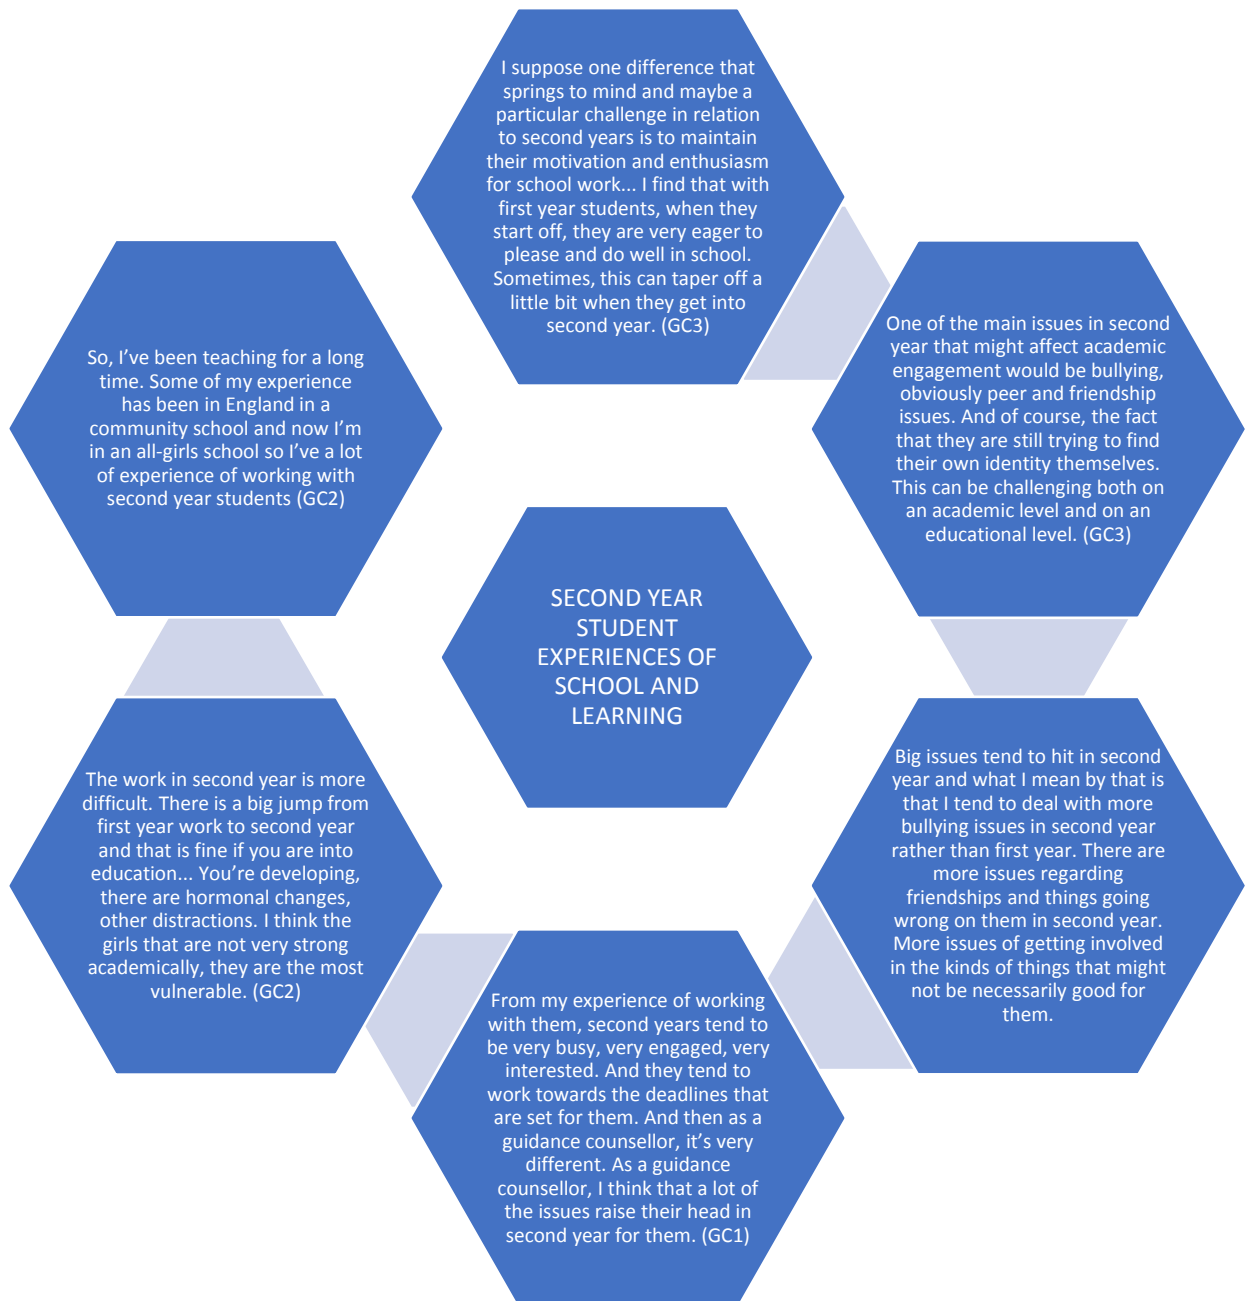 I suppose one difference that
springs to mind and maybe a
particular challenge in relation
to second years is to maintain
their motivation and enthusiasm
for school work... I find that with
first year students, when they
start off, they are very eager to
please and do well in school.
Sometimes, this can taper off a
little bit when they get into
second year. (GC3)
One of the main issues in second
year that might affect academic
engagement would be bullying,
obviously peer and friendship
issues. And of course, the fact
that they are still trying to find
their own identity themselves.
This can be challenging both on
an academic level and on an
educational level. (GC3)
Big issues tend to hit in second
year and what I mean by that is
that I tend to deal with more
bullying issues in second year
rather than first year. There are
more issues regarding
friendships and things going
wrong on them in second year.
More issues of getting involved
in the kinds of things that might
not be necessarily good for
them.
From my experience of working
with them, second years tend to
be very busy, very engaged, very
interested. And they tend to
work towards the deadlines that
are set for them. And then as a
guidance counsellor, it’s very
different. As a guidance
counsellor, I think that a lot of
the issues raise their head in
second year for them. (GC1)
The work in second year is more
difficult. There is a big jump from
first year work to second year
and that is fine if you are into
education... You’re developing,
there are hormonal changes,
other distractions. I think the
girls that are not very strong
academically, they are the most
vulnerable. (GC2)
So, I’ve been teaching for a long
time. Some of my experience
has been in England in a
community school and now I’m
in an all-girls school so I’ve a lot
of experience of working with
second year students (GC2)
SECOND YEAR
STUDENT
EXPERIENCES OF
SCHOOL AND
LEARNING